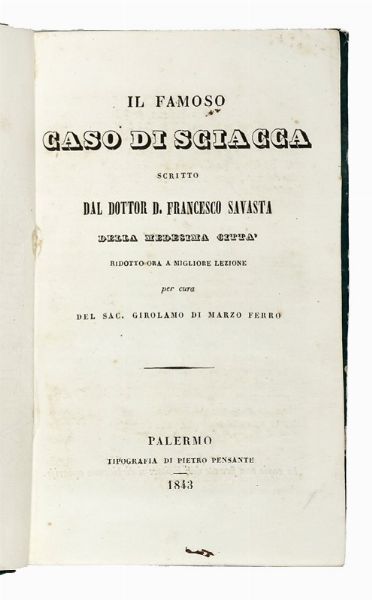 IL FAMOSO
CASO DI SCIACCA
SCRITTO
DAL DOTTOR D. FRANCESCO SAVASTA
DELLA MEDESIMA CITTA'
RIDOTTO ORA A MIGLIORE LEZIONE
per cura
DEL SAC. GIROLAMO DI MARZO FERRO
PALERMO
TIPOGRAFIA DI PIETRO PENSANTE
1843